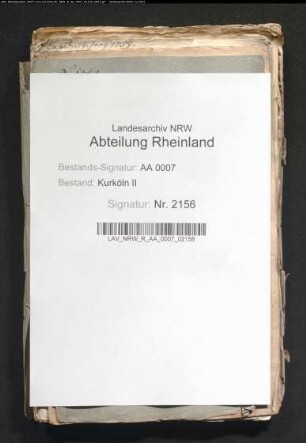 Landesarchiv NRW
Abteilung Rheinland
Bestands-Signatur: AA 0007
Bestand: Kurköln II
Signatur: Nr. 2156
LAV_NRW_R_AA_0007_02156